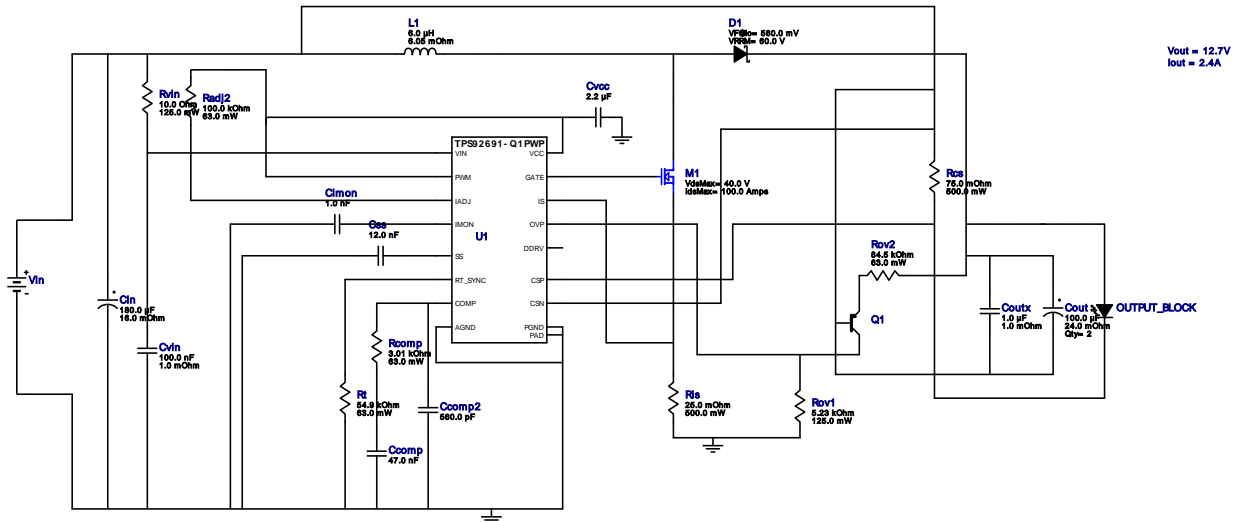 L1
6.0 µH
6.05 mOhm
D1
VRRM= 60.0 V
Vout = 12.7V
Iout = 2.4A
Rvin
10.0 Ohm
125.0 mW
Radj2
100.0 kOhm
63.0 mW
Cvcc
2.2 µF
TPS92691-Q1PWP
VIN
VCC
PWM
GATE
IADJ
IS
IMON
OVP
DDRV
SS
RT_SYNC
CSP
COMP
CSN
AGND
PGND
PAD
U1
M1
VdsMax= 40.0 V
IdsMax= 100.0 Amps
Rcs
75.0 mOhm
500.0 mW
CImon
1.0 nF
Css
12.0 nF
Rov2
84.5 kOhm
63.0 mW
Vin
Cin
180.0 µF
16.0 mOhm
Cvin
100.0 nF
1.0 mOhm
Q1
Coutx
1.0 µF
1.0 mOhm
Cout
100.0 µF
24.0 mOhm
Qty= 2
OUTPUT_BLOCK
Rcomp
3.01 kOhm
63.0 mW
Rt
54.9 kOhm
63.0 mW
Ccomp2
560.0 pF
Ccomp
47.0 nF
Ris
25.0 mOhm
500.0 mW
Rov1
5.23 kOhm
125.0 mW